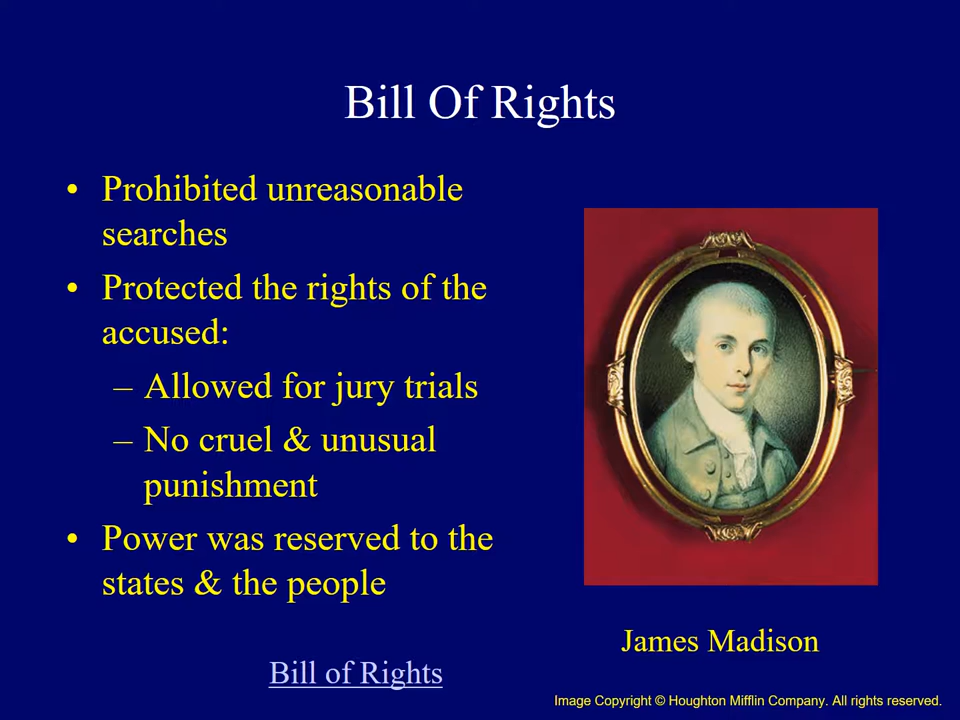 Bill Of Rights
• Prohibited unreasonable
searches
• Protected the rights of the
accused:
– Allowed for jury trials
– No cruel & unusual
punishment
• Power was reserved to the
states & the people
James Madison
Bill of Rights
Image Copyright © Houghton Mifflin Company. All rights reserved.